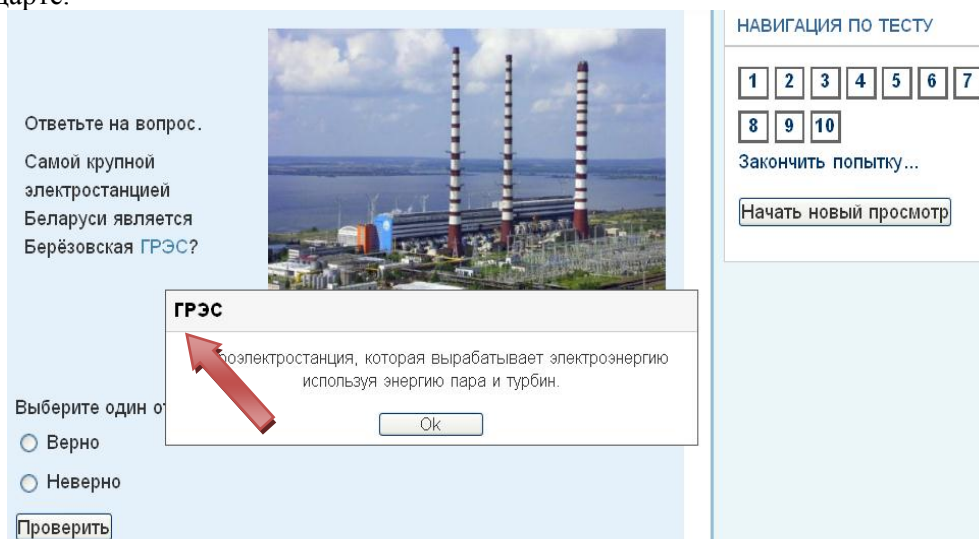 Ответьте на вопрос.
Самой крупной
электростанцией
Беларуси является
Берёзовская ГРЭС?
ГРЭС
которая вырабатывает электроэнергию
используя энергию пара и турбин.
Ok
Выберите один
Верно
Неверно
Проверить
НАВИГАЦИЯ ПО ТЕСТУ
1 2 3 4 5 6 7
8 9 10
Закончить попытку...
Начать новый просмотр